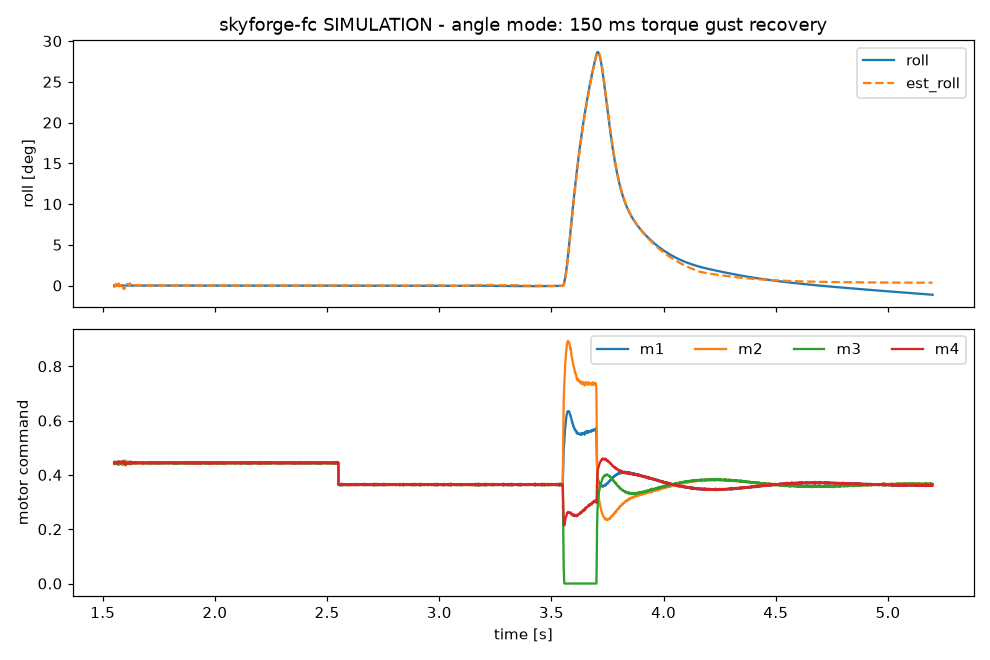 skyforge-fc SIMULATION - angle mode: 150 ms torque gust recovery
30
25
20
15
10
5
0
roll [deg]
roll
est_roll
0.8
0.6
0.4
0.2
0.0
motor command
m1 m2 m3 m4
1.5 2.0 2.5 3.0 3.5 4.0 4.5 5.0
time [s]